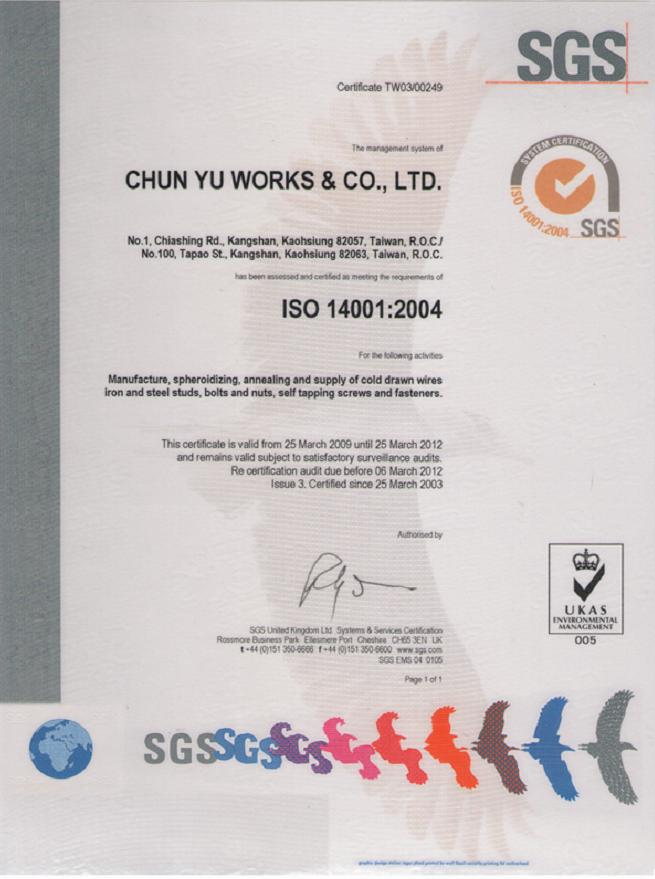 SGS
Certificate TW03/00249
The management system of
CHUN YU WORKS & CO., LTD.
SYSTEM CERTIFICATION
ISO 14001:2004
SGS
No.1, Chiashing Rd., Kangshan, Kaohsiung 82057, Taiwan, R.O.C./
No.100, Tapao St., Kangshan, Kaohsiung 82063, Taiwan, R.O.C.
has been assessed and certified as meeting the requirements of
ISO 14001:2004
For the following activities
Manufacture, spheroidizing, annealing and supply of cold drawn wires
iron and steel studs, bolts and nuts, self tapping screws and fasteners.
This certificate is valid from 25 March 2009 until 25 March 2012
and remains valid subject to satisfactory surveillance audits.
Re certification audit due before 06 March 2012
Issue 3. Certified since 25 March 2003
Authorised by
UKAS
ENVIRONMENTAL
MANAGEMENT
005
SGS United Kingdom Ltd Systems & Services Certification
Rossmore Business Park Ellesmere Port Cheshire CH65 3EN UK
t +44 (0)151 350-6666 f +44 (0)151 350-6600 www.sgs.com
SGS EMS 04 0105
Page 1 of 1
SGSSGSSGS